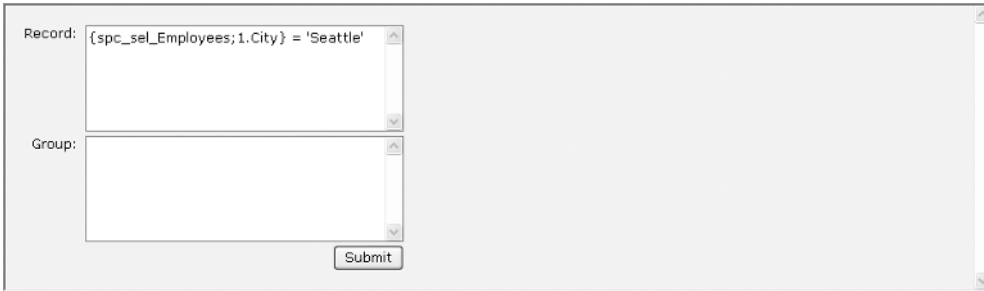 Record: {spc_sel_Employees;1.City} = 'Seattle'
Group:
Submit